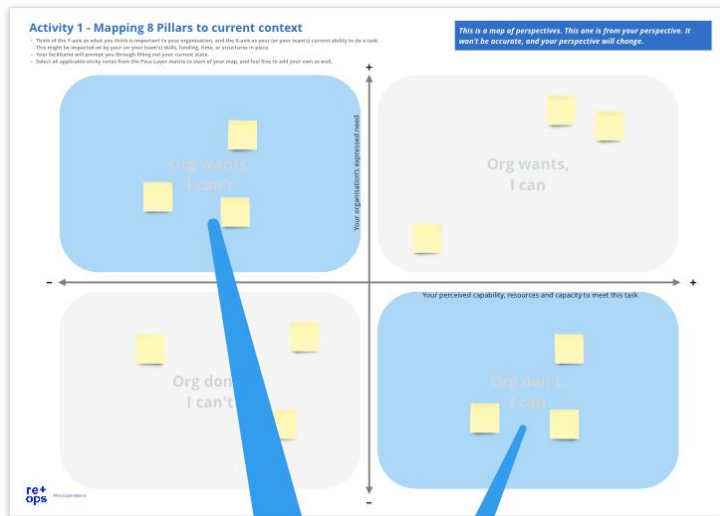 Activity 1 - Mapping 8 Pillars to current context
This is a map of perspectives. This one is from your perspective. It
won't be accurate, and your perspective will change.
- Think of the Y-axis as what you think is important to your organisation, and the X-axis as your (or your team's) current ability to do a task.
This might be impacted on by your (or your team's) skills, funding, time, or structures in place.
- Your facilitator will prompt you through filling out your current state.
- Select all applicable sticky notes from the Pace Layer matrix to start of your map, and feel free to add your own as well.
+
Your organisation's expressed need
Org wants,
I can't
Org wants,
I can
-
+
Your perceived capability, resources and capacity to meet this task
Org don
I can't
Org don't,
I can
-
re+
ops